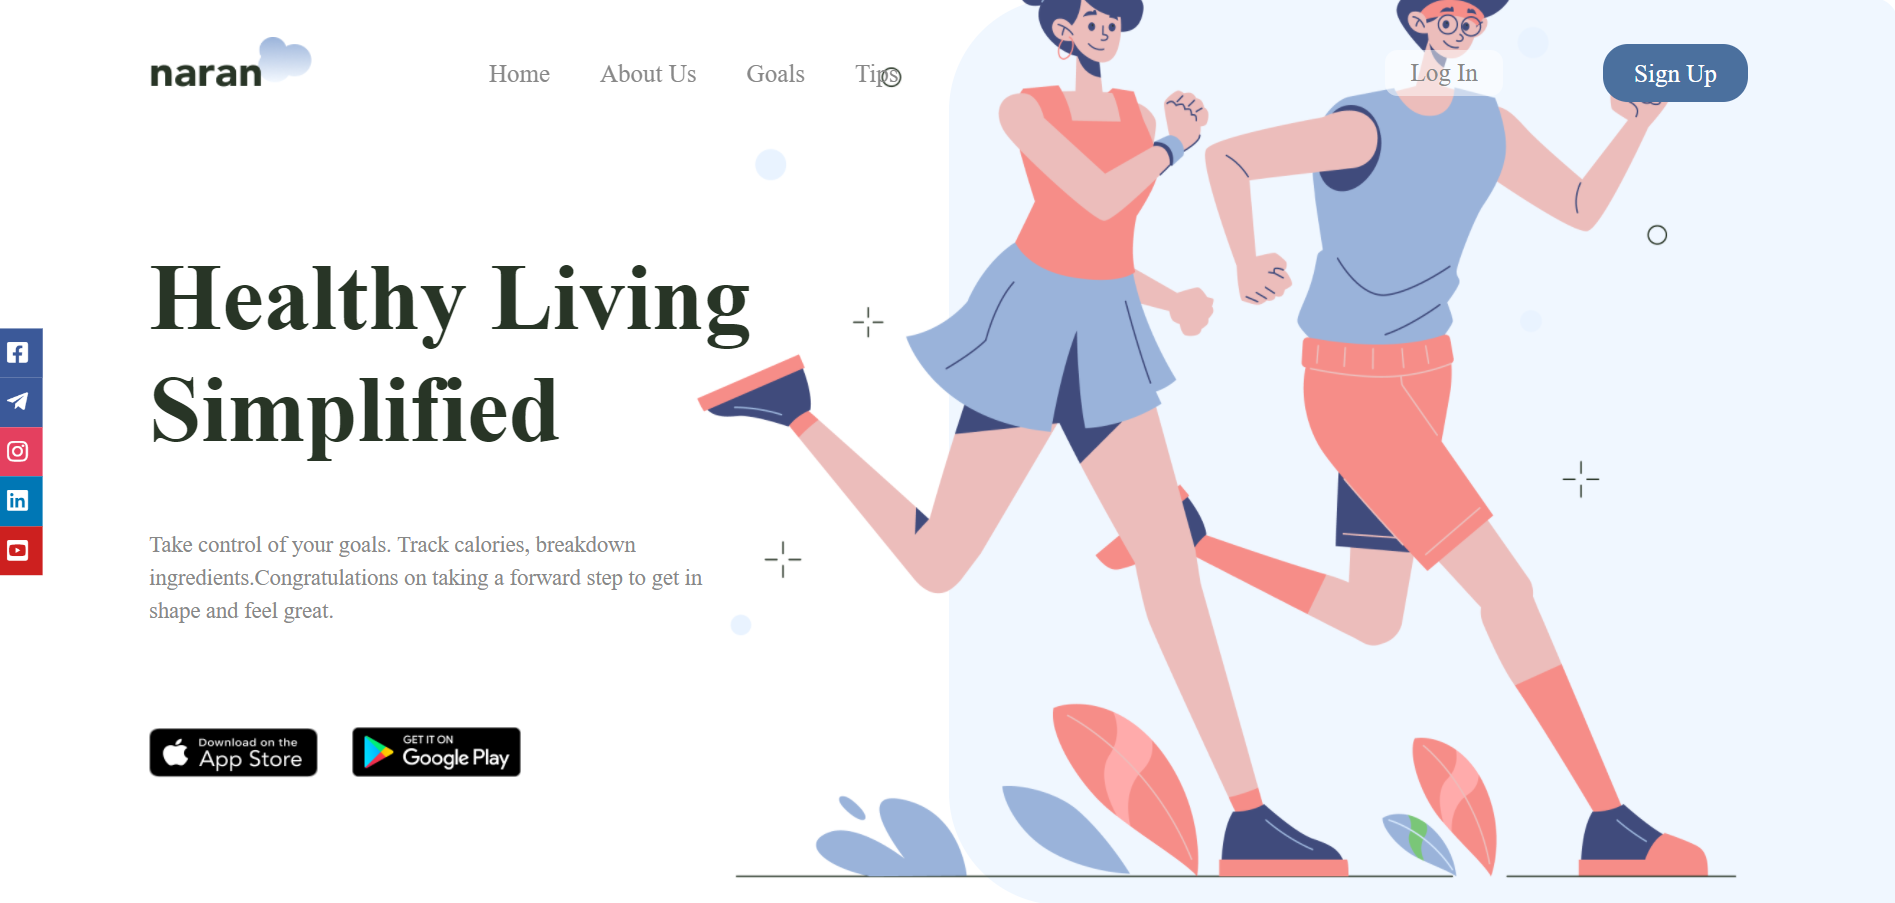 naran
Home
About Us
Goals
Tips
Log In
Sign Up
Healthy Living
Simplified
Take control of your goals. Track calories, breakdown
ingredients.Congratulations on taking a forward step to get in
shape and feel great.
Download on the
App Store
GET IT ON
Google Play